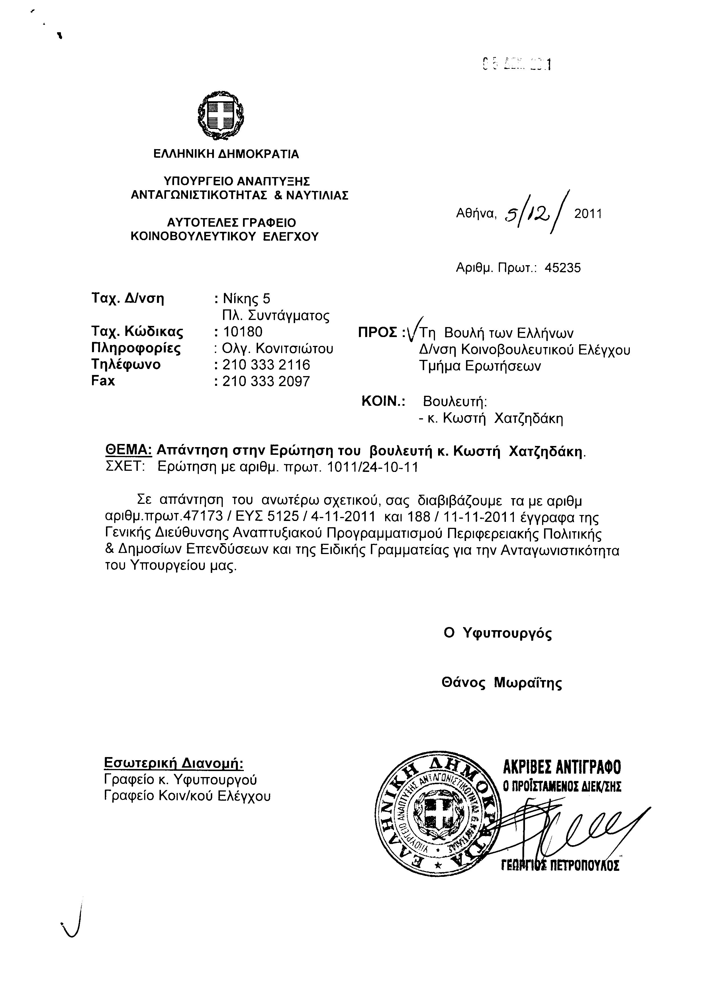 ΕΛΛΗΝΙΚΗ ΔΗΜΟΚΡΑΤΙΑ
ΥΠΟΥΡΓΕΙΟ ΑΝΑΠΤΥΞΗΣ
ΑΝΤΑΓΩΝΙΣΤΙΚΟΤΗΤΑΣ & ΝΑΥΤΙΛΙΑΣ
ΑΥΤΟΤΕΛΕΣ ΓΡΑΦΕΙΟ
ΚΟΙΝΟΒΟΥΛΕΥΤΙΚΟΥ ΕΛΕΓΧΟΥ
Αθήνα, 5/12/ 2011
Αριθμ. Πρωτ.: 45235
Ταχ. Δ/νση : Νίκης 5
Πλ. Συντάγματος
Ταχ. Κώδικας : 10180
Πληροφορίες : Ολγ. Κονιτσιώτου
Τηλέφωνο : 210 333 2116
Fax : 210 333 2097
ΠΡΟΣ : Τη Βουλή των Ελλήνων
Δ/νση Κοινοβουλευτικού Ελέγχου
Τμήμα Ερωτήσεων
ΚΟΙΝ.: Βουλευτή:
- κ. Κωστή Χατζηδάκη
ΘΕΜΑ: Απάντηση στην Ερώτηση του βουλευτή κ. Κωστή Χατζηδάκη.
ΣΧΕΤ: Ερώτηση με αριθμ. πρωτ. 1011/24-10-11
Σε απάντηση του ανωτέρω σχετικού, σας διαβιβάζουμε τα με αριθμ
αριθμ.πρωτ.47173 / ΕΥΣ 5125 / 4-11-2011 και 188 / 11-11-2011 έγγραφα της
Γενικής Διεύθυνσης Αναπτυξιακού Προγραμματισμού Περιφερειακής Πολιτικής
& Δημοσίων Επενδύσεων και της Ειδικής Γραμματείας για την Ανταγωνιστικότητα
του Υπουργείου μας.
Ο Υφυπουργός
Θάνος Μωραΐτης
Εσωτερική Διανομή:
Γραφείο κ. Υφυπουργού
Γραφείο Κοιν/κού Ελέγχου
ΕΛΛΗΝΙΚΗ ΔΗΜΟΚΡΑΤΙΑ
ΥΠΟΥΡΓΕΙΟ ΑΝΑΠΤΥΞΗΣ ΑΝΤΑΓΩΝΙΣΤΙΚΟΤΗΤΑΣ & ΝΑΥΤΙΛΙΑΣ
ΑΚΡΙΒΕΣ ΑΝΤΙΓΡΑΦΟ
Ο ΠΡΟΪΣΤΑΜΕΝΟΣ ΔΙΕΚ/ΣΗΣ
ΓΕΩΡΓΙΟΣ ΠΕΤΡΟΠΟΥΛΟΣ